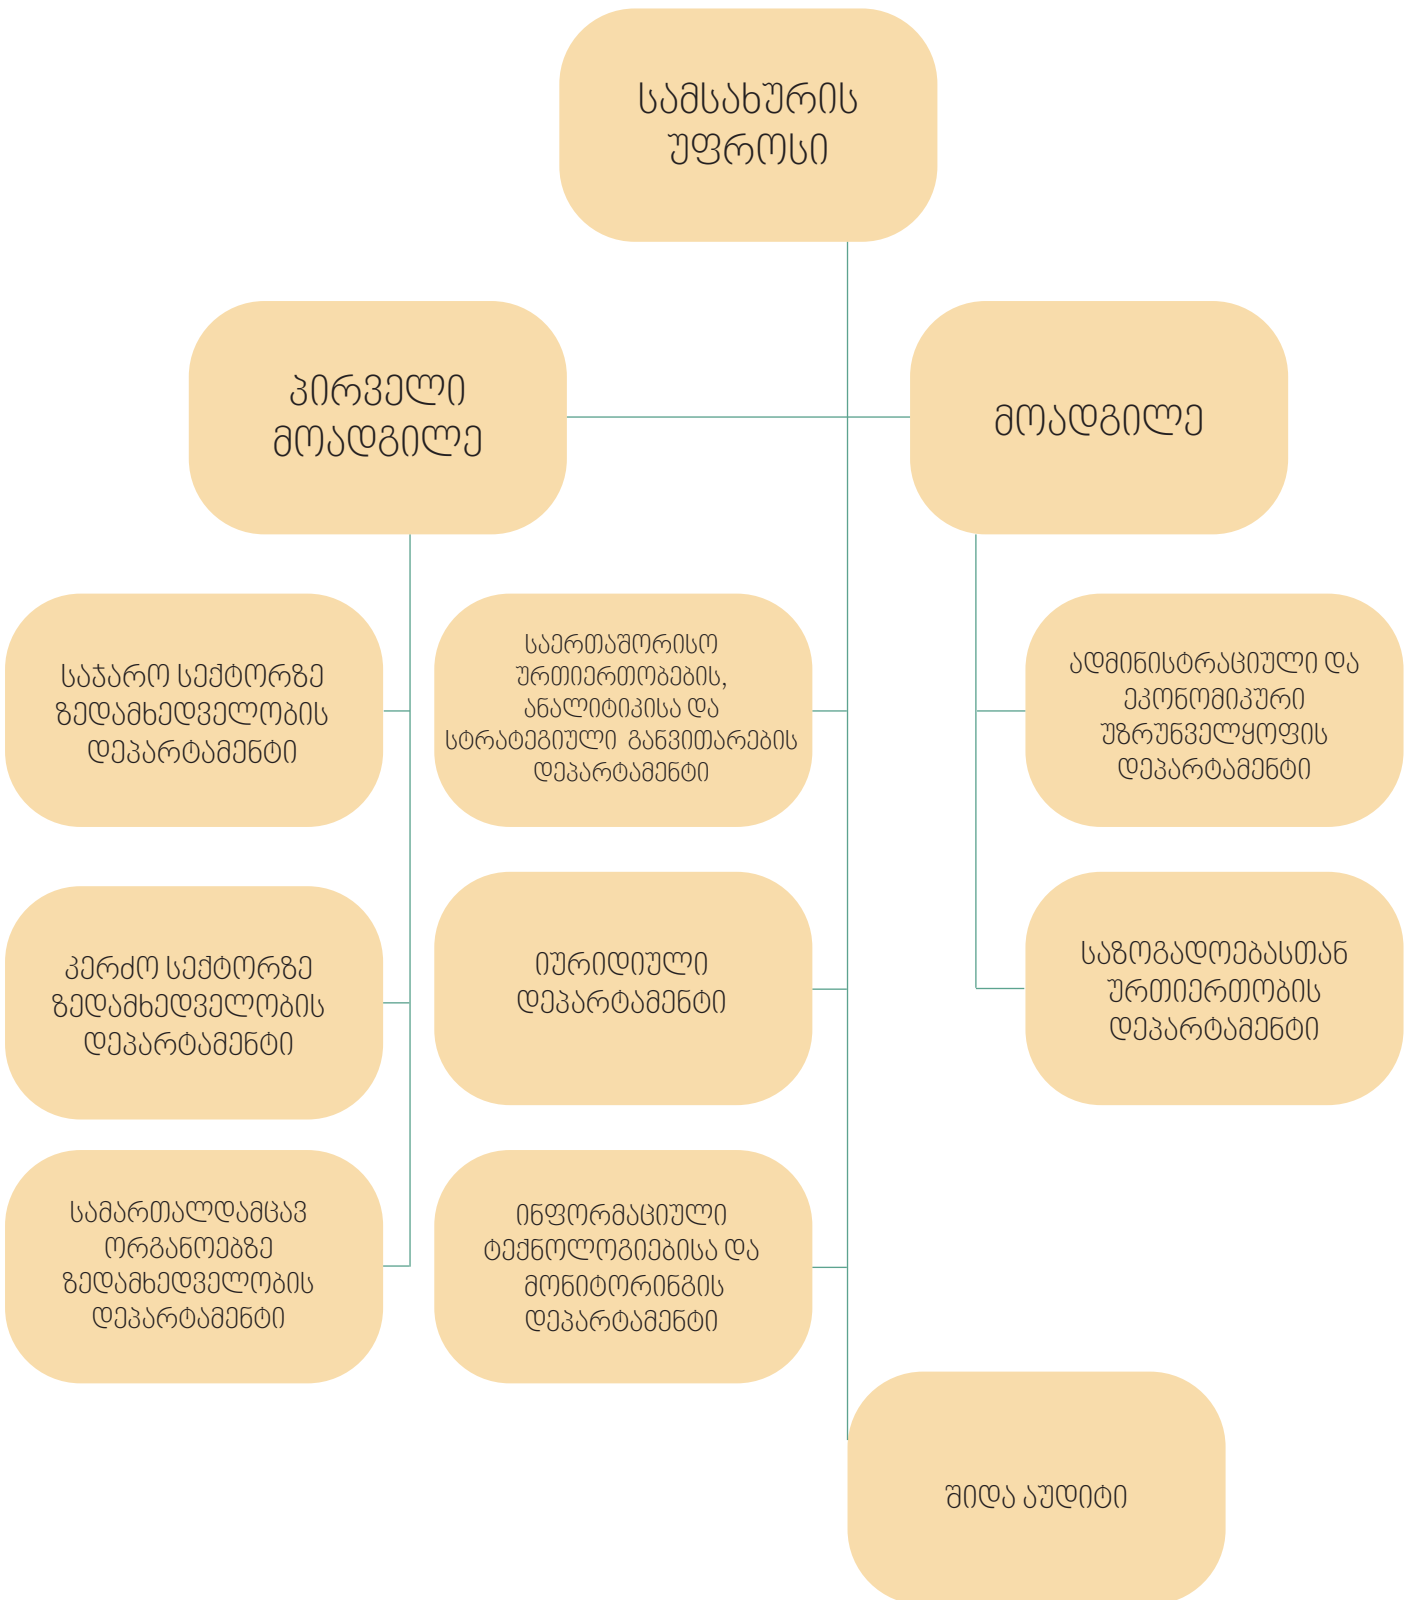 სამსახურის
უფროსი
პირველი
მოადგილე
მოადგილე
საჯარო სექტორზე
ზედამხედველობის
დეპარტამენტი
საერთაშორისო
ურთიერთობების,
ანალიტიკისა და
სტრატეგიული განვითარების
დეპარტამენტი
ადმინისტრაციული და
ეკონომიკური
უზრუნველყოფის
დეპარტამენტი
კერძო სექტორზე
ზედამხედველობის
დეპარტამენტი
იურიდიული
დეპარტამენტი
საზოგადოებასთან
ურთიერთობის
დეპარტამენტი
სამართალდამცავ
ორგანოებზე
ზედამხედველობის
დეპარტამენტი
ინფორმაციული
ტექნოლოგიებისა და
მონიტორინგის
დეპარტამენტი
შიდა აუდიტი